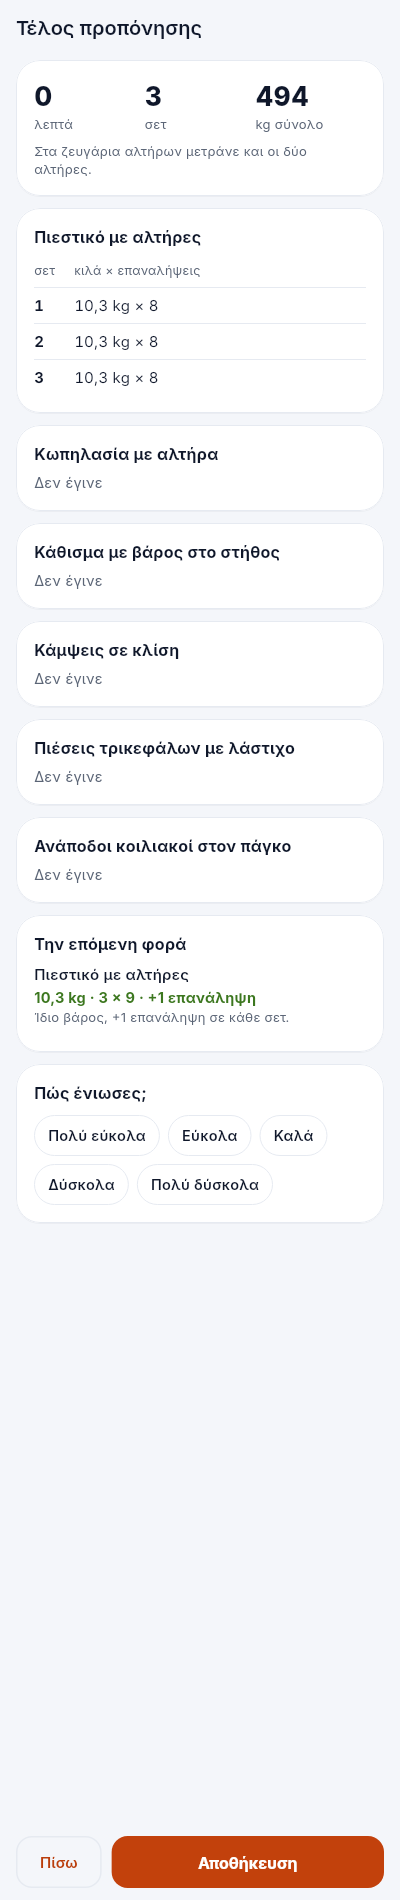 Τέλος προπόνησης
0 3 494
λεπτά σετ kg σύνολο
Στα ζευγάρια αλτήρων μετράνε και οι δύο
αλτήρες.
Πιεστικό με αλτήρες
σετ κιλά × επαναλήψεις
1 10,3 kg × 8
2 10,3 kg × 8
3 10,3 kg × 8
Κωπηλασία με αλτήρα
Δεν έγινε
Κάθισμα με βάρος στο στήθος
Δεν έγινε
Κάμψεις σε κλίση
Δεν έγινε
Πιέσεις τρικεφάλων με λάστιχο
Δεν έγινε
Ανάποδοι κοιλιακοί στον πάγκο
Δεν έγινε
Την επόμενη φορά
Πιεστικό με αλτήρες
10,3 kg · 3 × 9 · +1 επανάληψη
Ίδιο βάρος, +1 επανάληψη σε κάθε σετ.
Πώς ένιωσες;
Πολύ εύκολα Εύκολα Καλά
Δύσκολα Πολύ δύσκολα
Πίσω Αποθήκευση